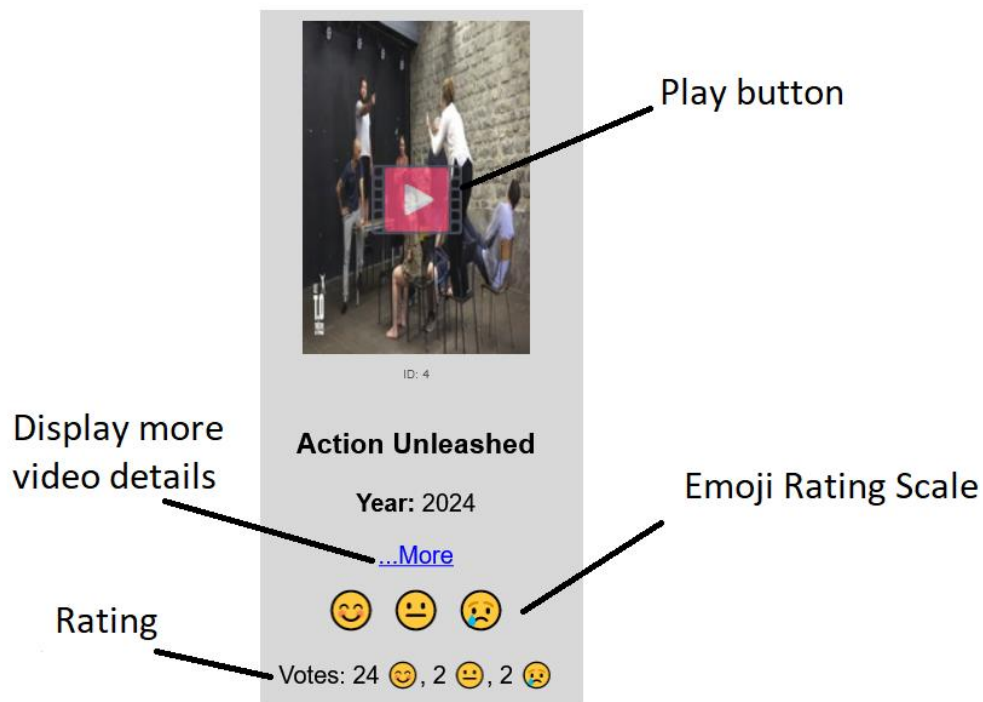 Play button
ID: 4
Display more
video details
Action Unleashed
Emoji Rating Scale
Year: 2024
...More
Rating
Votes: 24 😊, 2 😐, 2 😢